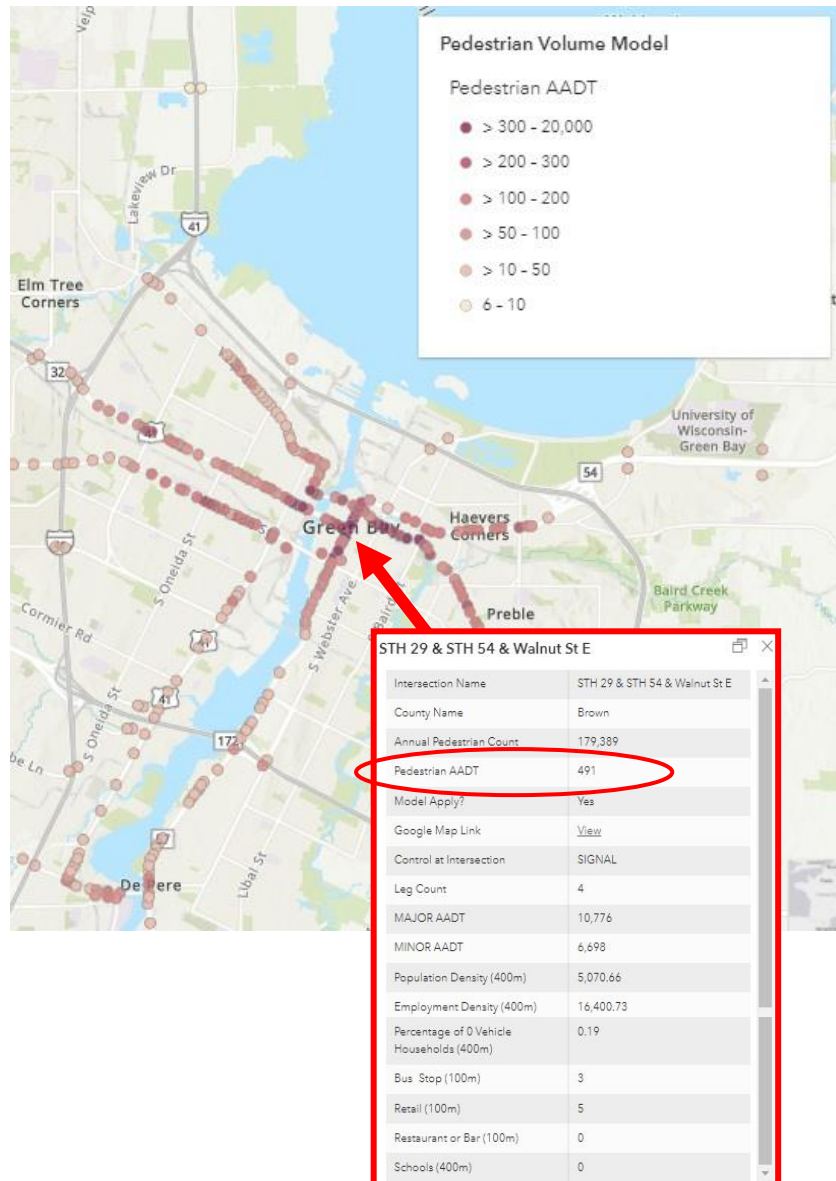 Velp
Pedestrian Volume Model
Pedestrian AADT
> 300 - 20,000
> 200 - 300
> 100 - 200
> 50 - 100
> 10 - 50
6 - 10
Lakeview Dr
41
Elm Tree
Corners
32
41
University of
Wisconsin-
Green Bay
54
Green Bay
Haevers
Corners
S Oneida St
S Webster Ave
Baird St
Baird Creek
Parkway
Preble
Cormier Rd
41
S Oneida St
41
172
57
De Pere
Libal St
STH 29 & STH 54 & Walnut St E
Intersection Name STH 29 & STH 54 & Walnut St E
County Name Brown
Annual Pedestrian Count 179,389
Pedestrian AADT 491
Model Apply? Yes
Google Map Link View
Control at Intersection SIGNAL
Leg Count 4
MAJOR AADT 10,776
MINOR AADT 6,698
Population Density (400m) 5,070.66
Employment Density (400m) 16,400.73
Percentage of 0 Vehicle 0.19
Households (400m)
Bus Stop (100m) 3
Retail (100m) 5
Restaurant or Bar (100m) 0
Schools (400m) 0